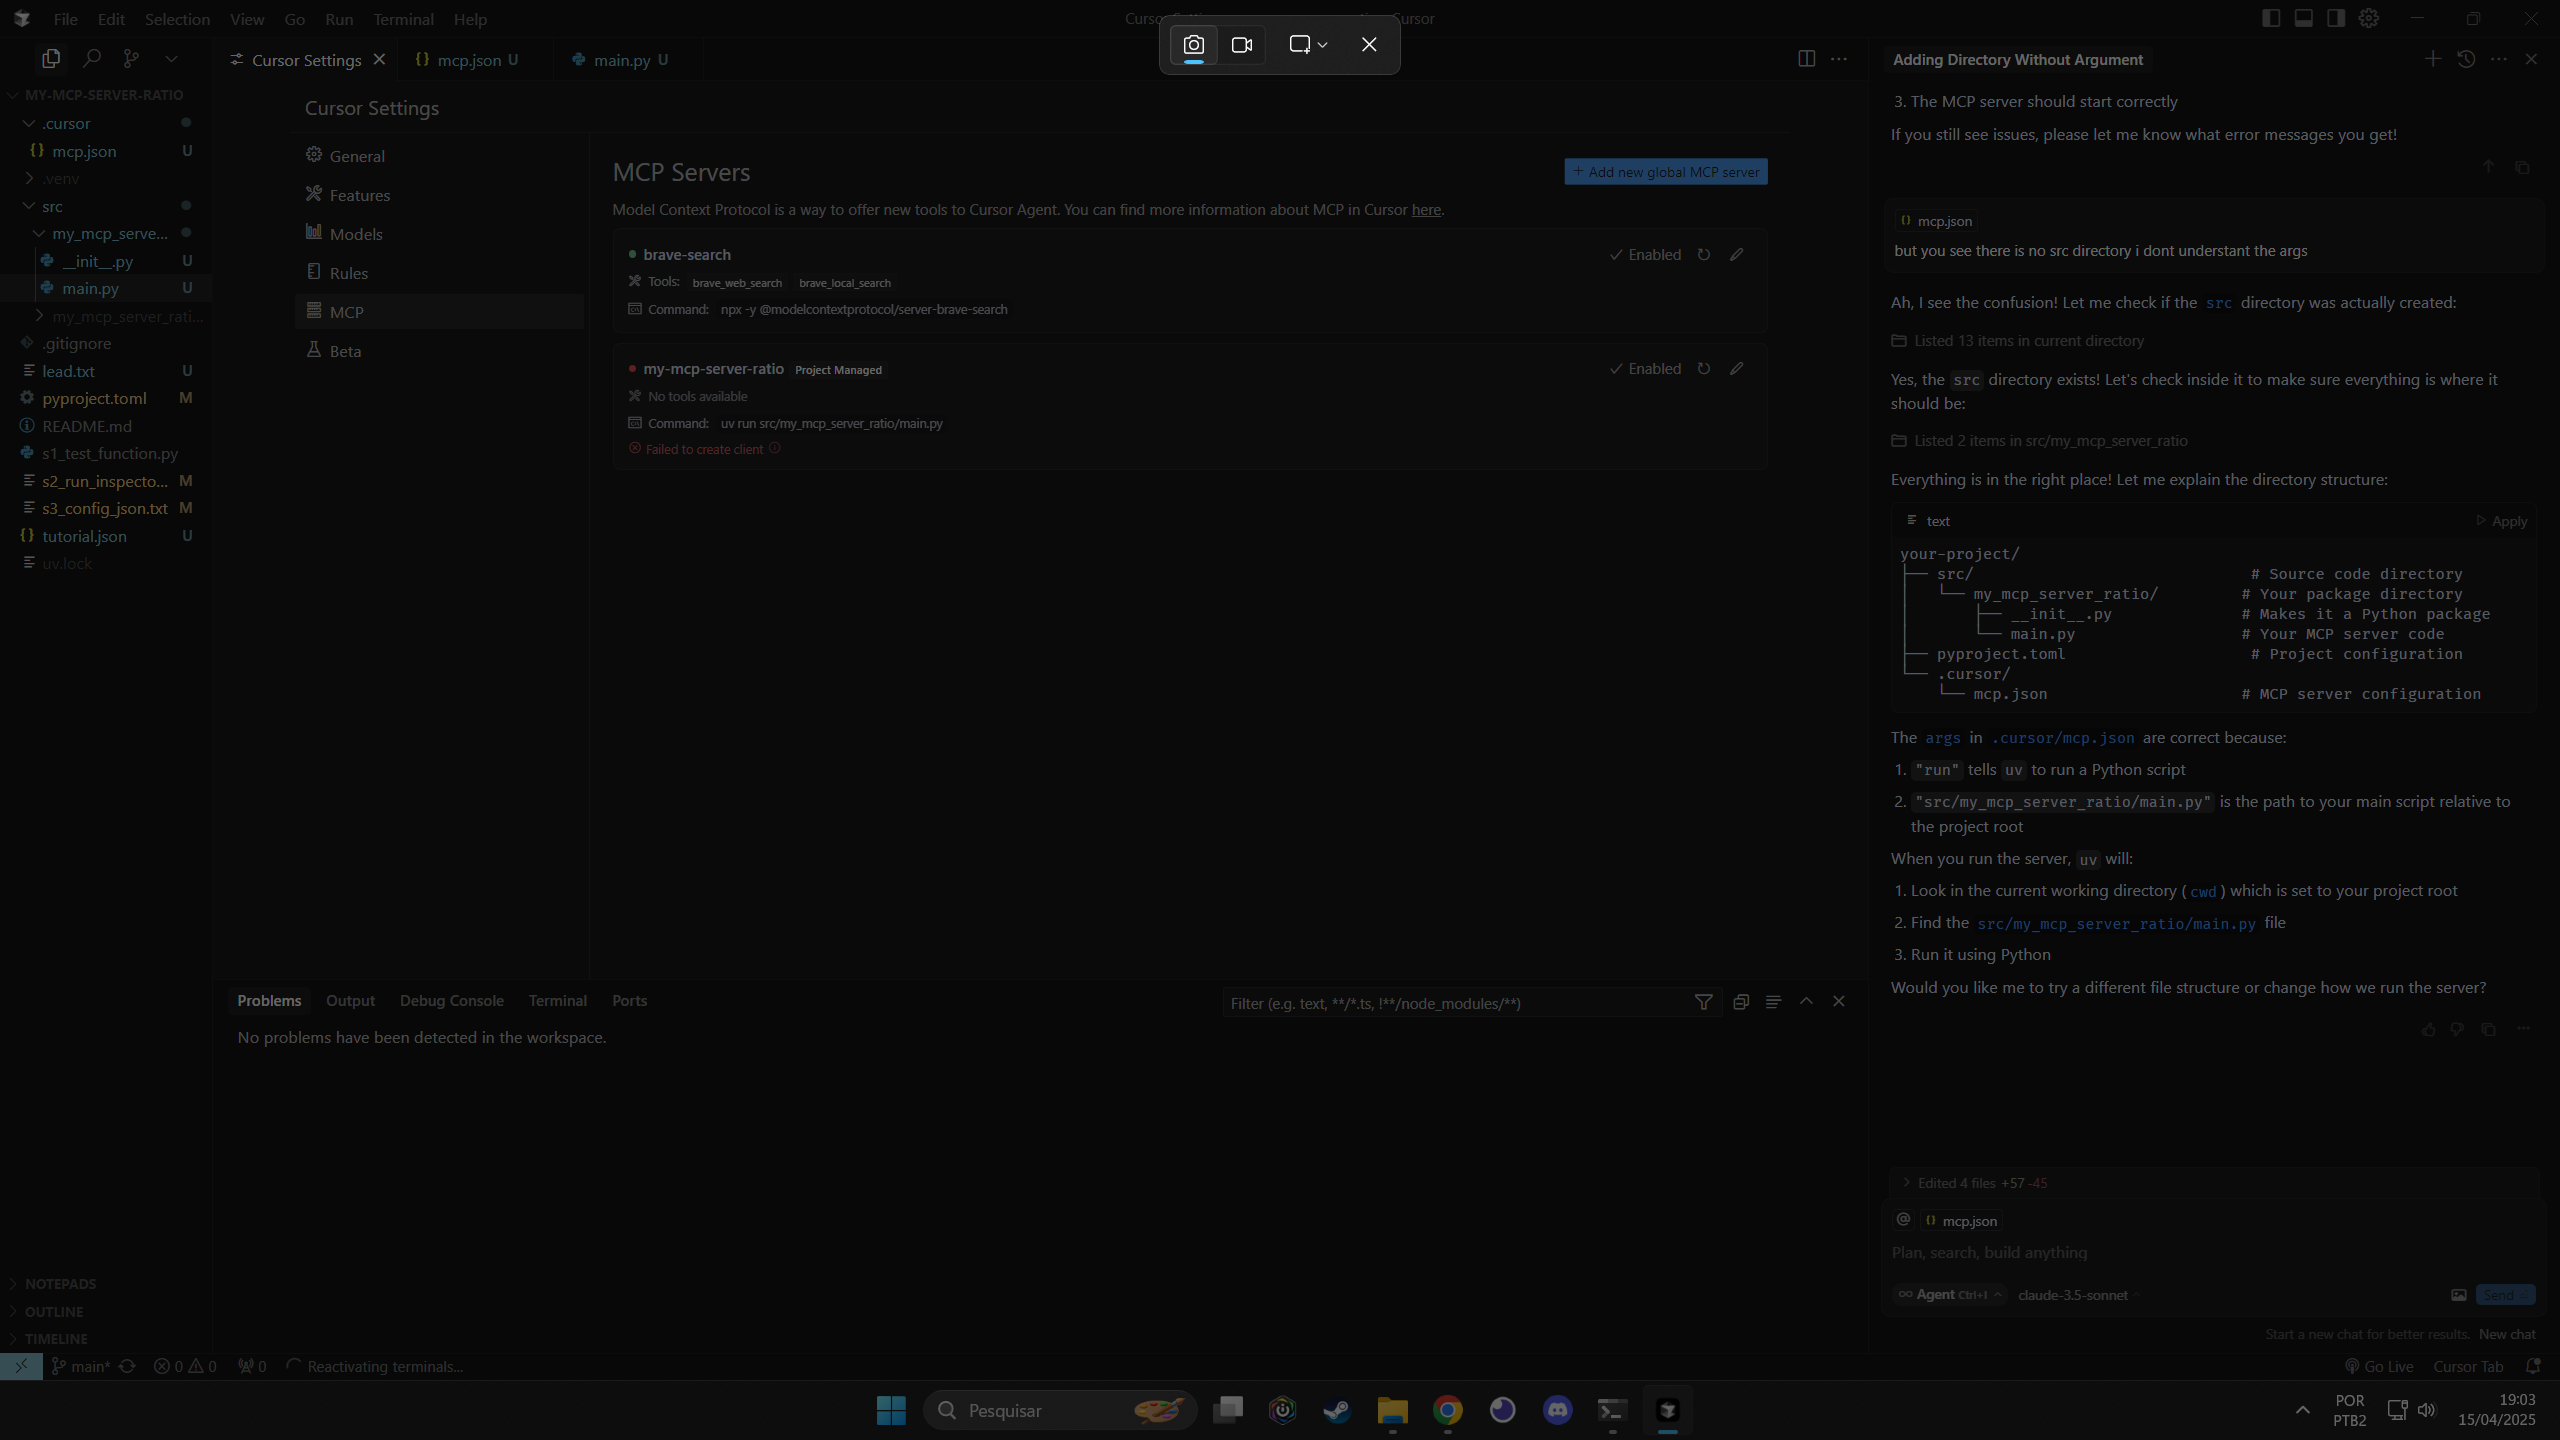 File Edit Selection View Go Run Terminal Help
MY-MCP-SERVER-RATIO
.cursor
mcp.json U
.venv
src
my_mcp_serve...
__init__.py U
main.py U
my_mcp_server_rati...
.gitignore
lead.txt U
pyproject.toml M
README.md
s1_test_function.py
s2_run_inspecto... M
s3_config_json.txt M
tutorial.json U
uv.lock
NOTEPADS
OUTLINE
TIMELINE
Cursor Settings
mcp.json U
main.py U
Cursor Settings
General
Features
Models
Rules
MCP
Beta
MCP Servers
+ Add new global MCP server
Model Context Protocol is a way to offer new tools to Cursor Agent. You can find more information about MCP in Cursor here.
brave-search
Enabled
Tools: brave_web_search brave_local_search
Command: npx -y @modelcontextprotocol/server-brave-search
my-mcp-server-ratio Project Managed
Enabled
No tools available
Command: uv run src/my_mcp_server_ratio/main.py
Failed to create client
Problems Output Debug Console Terminal Ports
Filter (e.g. text, **/*.ts, !**/node_modules/**)
No problems have been detected in the workspace.
Adding Directory Without Argument
3. The MCP server should start correctly
If you still see issues, please let me know what error messages you get!
mcp.json
but you see there is no src directory i dont understant the args
Ah, I see the confusion! Let me check if the src directory was actually created:
Listed 13 items in current directory
Yes, the src directory exists! Let's check inside it to make sure everything is where it
should be:
Listed 2 items in src/my_mcp_server_ratio
Everything is in the right place! Let me explain the directory structure:
text
Apply
your-project/
├── src/ # Source code directory
│   └── my_mcp_server_ratio/ # Your package directory
│       ├── __init__.py # Makes it a Python package
│       └── main.py # Your MCP server code
├── pyproject.toml # Project configuration
└── .cursor/
    └── mcp.json # MCP server configuration
The args in .cursor/mcp.json are correct because:
1. "run" tells uv to run a Python script
2. "src/my_mcp_server_ratio/main.py" is the path to your main script relative to
the project root
When you run the server, uv will:
1. Look in the current working directory ( cwd ) which is set to your project root
2. Find the src/my_mcp_server_ratio/main.py file
3. Run it using Python
Would you like me to try a different file structure or change how we run the server?
Edited 4 files +57 -45
@ mcp.json
Plan, search, build anything
Agent Ctrl+I
claude-3.5-sonnet
Send
Start a new chat for better results. New chat
main* 0 0 0 Reactivating terminals...
Go Live Cursor Tab
Pesquisar
POR
PTB2
19:03
15/04/2025